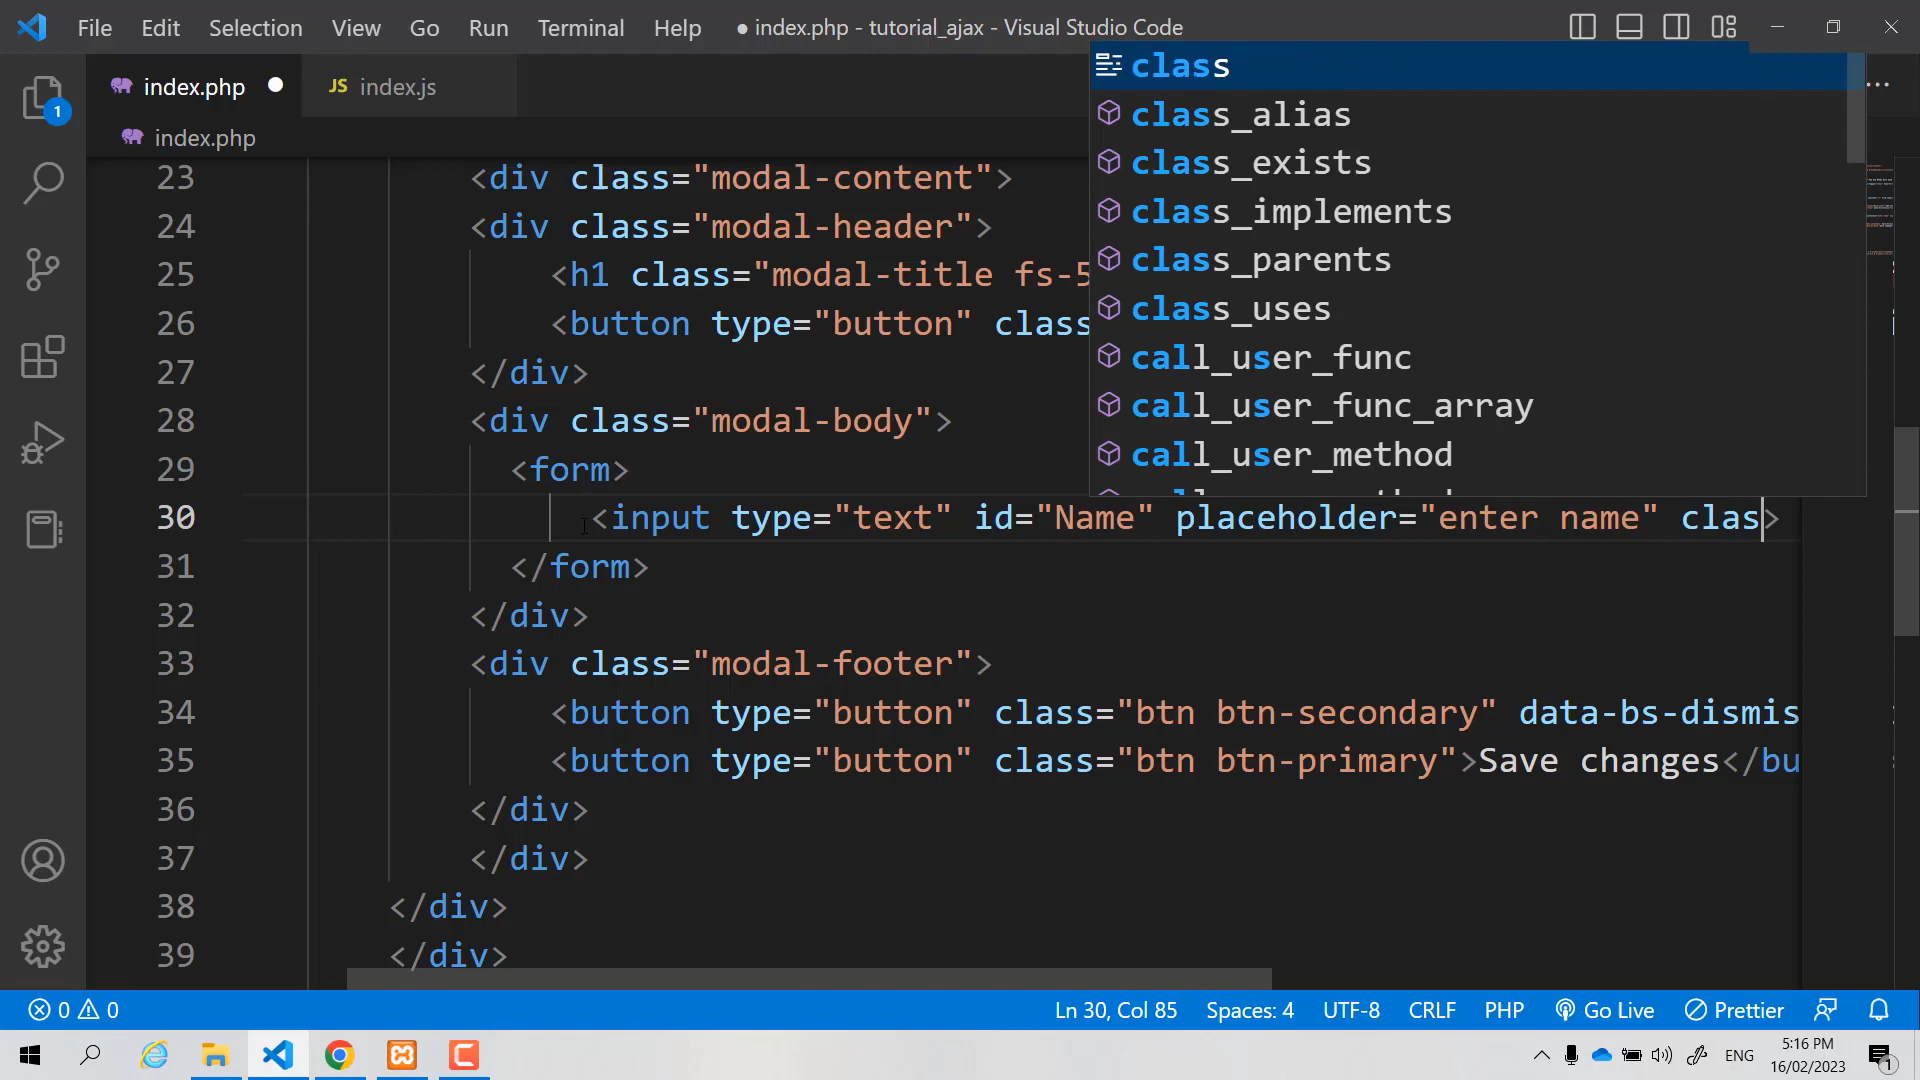 File Edit Selection View Go Run Terminal Help ● index.php - tutorial_ajax - Visual Studio Code
index.php ● JS index.js
index.php
1
class
class_alias
class_exists
class_implements
class_parents
class_uses
call_user_func
call_user_func_array
call_user_method
23 <div class="modal-content">
24 <div class="modal-header">
25 <h1 class="modal-title fs-5
26 <button type="button" class
27 </div>
28 <div class="modal-body">
29 <form>
30 <input type="text" id="Name" placeholder="enter name" clas>
31 </form>
32 </div>
33 <div class="modal-footer">
34 <button type="button" class="btn btn-secondary" data-bs-dismis
35 <button type="button" class="btn btn-primary">Save changes</bu
36 </div>
37 </div>
38 </div>
39 </div>
0 0 Ln 30, Col 85 Spaces: 4 UTF-8 CRLF PHP Go Live Prettier
ENG 5:16 PM
16/02/2023
1